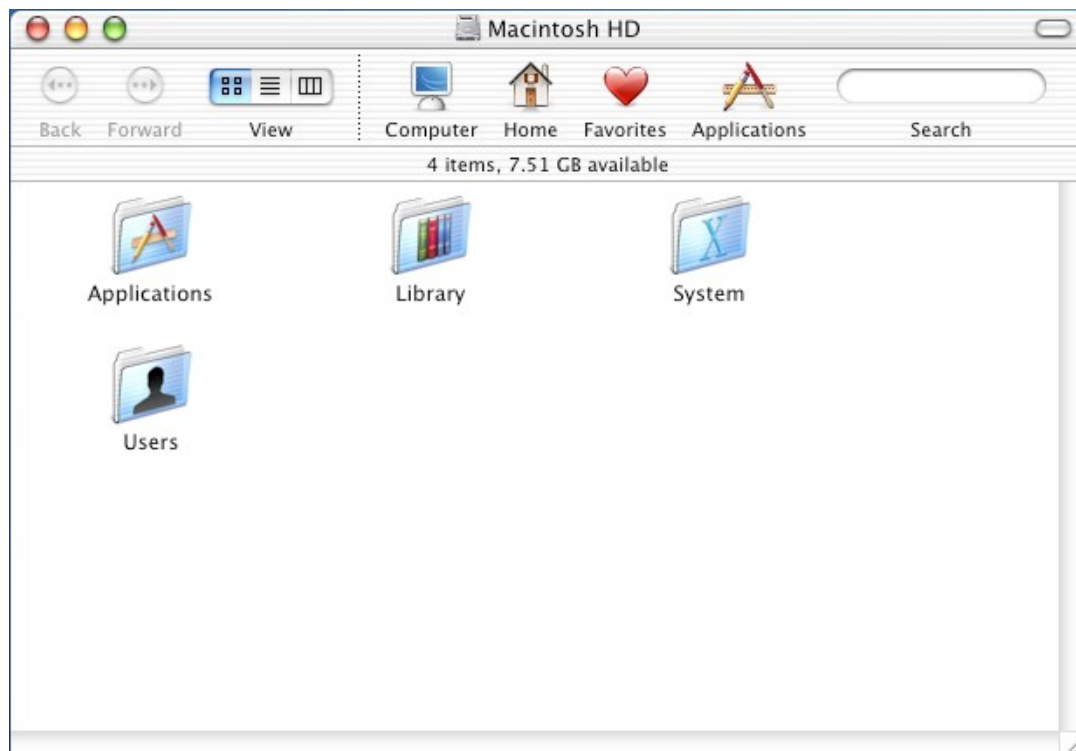 Macintosh HD
Back Forward View Computer Home Favorites Applications Search
4 items, 7.51 GB available
Applications Library System
Users